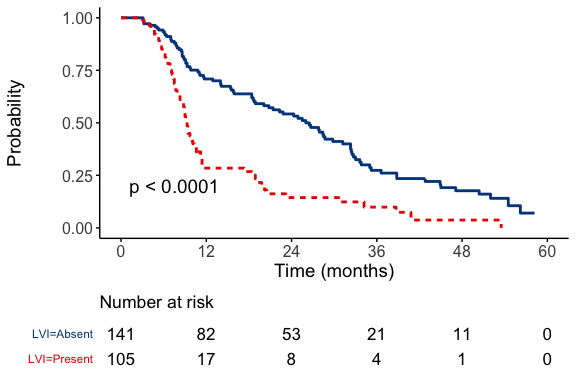 1.00
0.75
0.50
0.25
0.00
Probability
p < 0.0001
0 12 24 36 48 60
Time (months)
Number at risk
LVI=Absent 141 82 53 21 11 0
LVI=Present 105 17 8 4 1 0